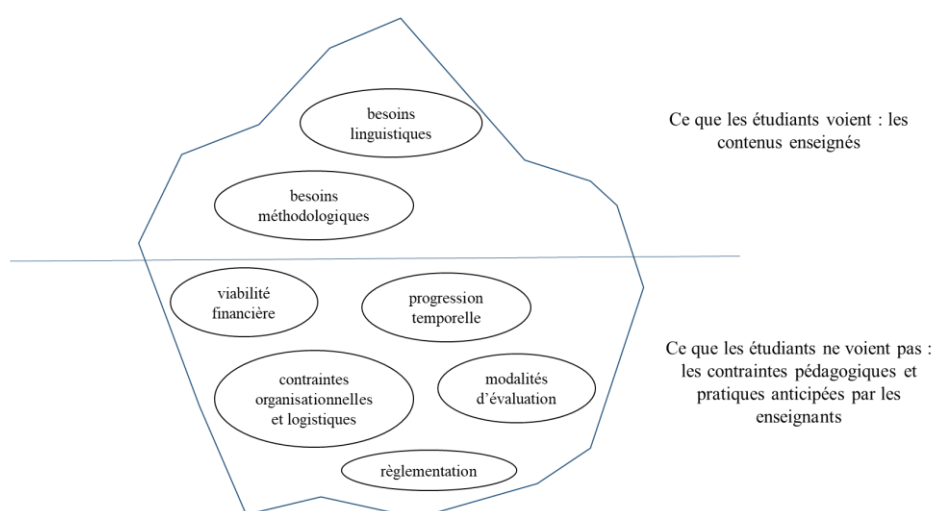 besoins
linguistiques
Ce que les étudiants voient : les
contenus enseignés
besoins
méthodologiques
viabilité
financière
progression
temporelle
Ce que les étudiants ne voient pas :
les contraintes pédagogiques et
pratiques anticipées par les
enseignants
contraintes
organisationnelles
et logistiques
modalités
d'évaluation
règlementation